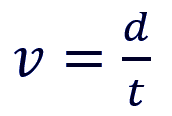 v = d/t